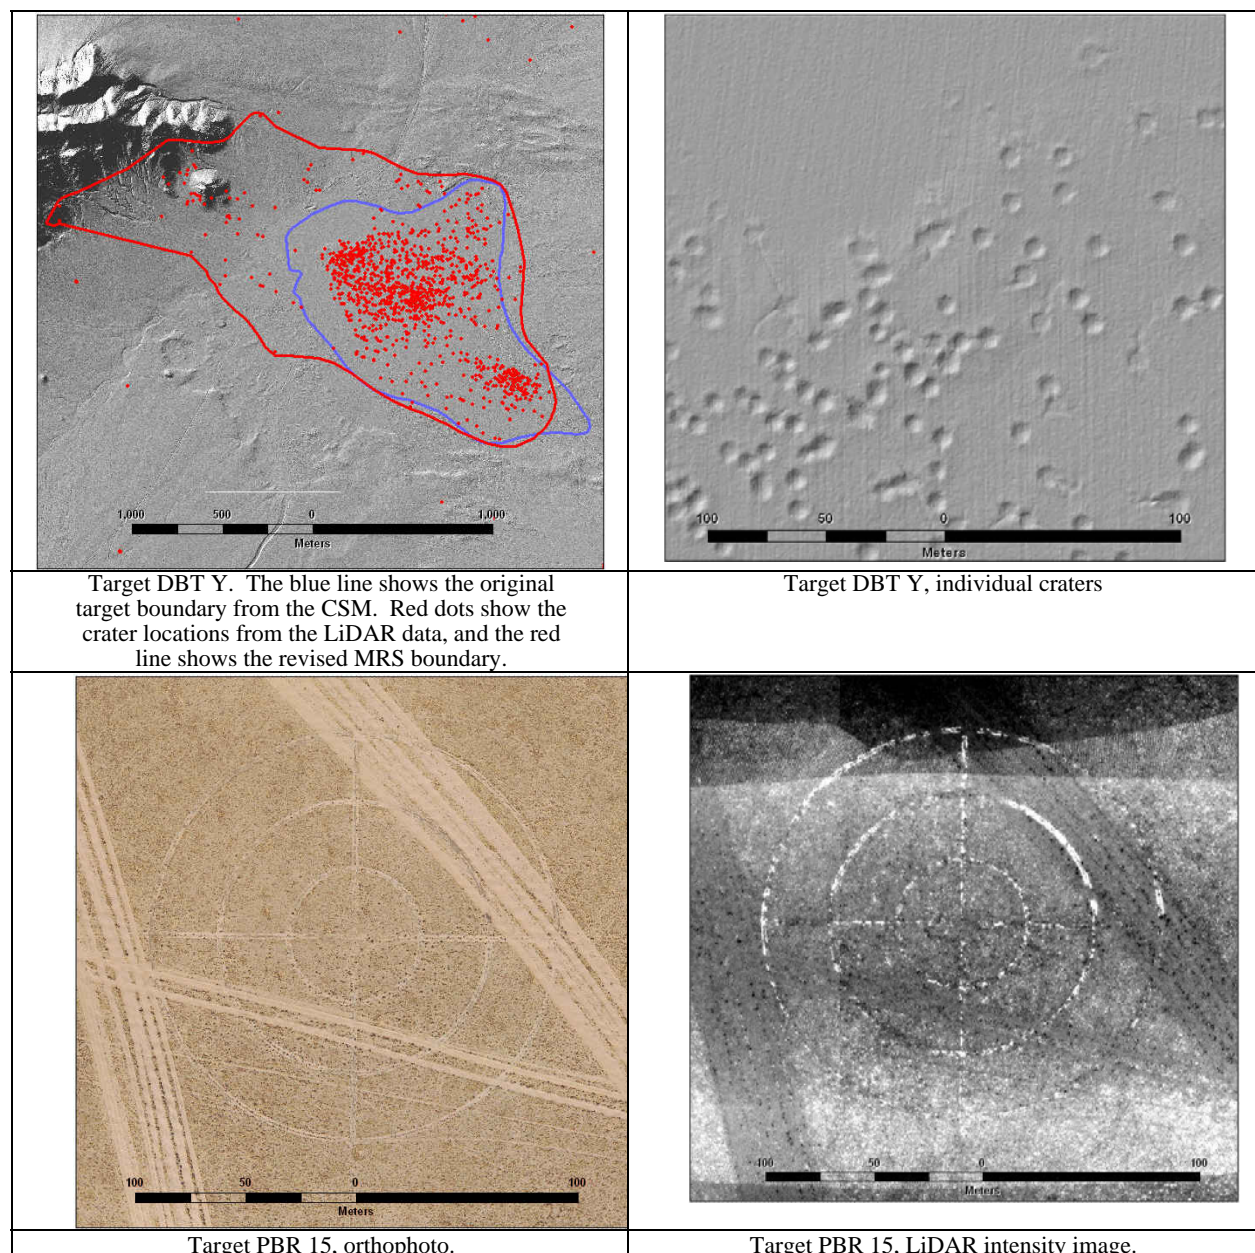 1,000 500 0 1,000
Meters
100 50 0 100
Meters
Target DBT Y. The blue line shows the original
target boundary from the CSM. Red dots show the
crater locations from the LiDAR data, and the red
line shows the revised MRS boundary.
Target DBT Y, individual craters
100 50 0 100
Meters
100 50 0 100
Meters
Target PBR 15, orthophoto.
Target PBR 15, LiDAR intensity image.